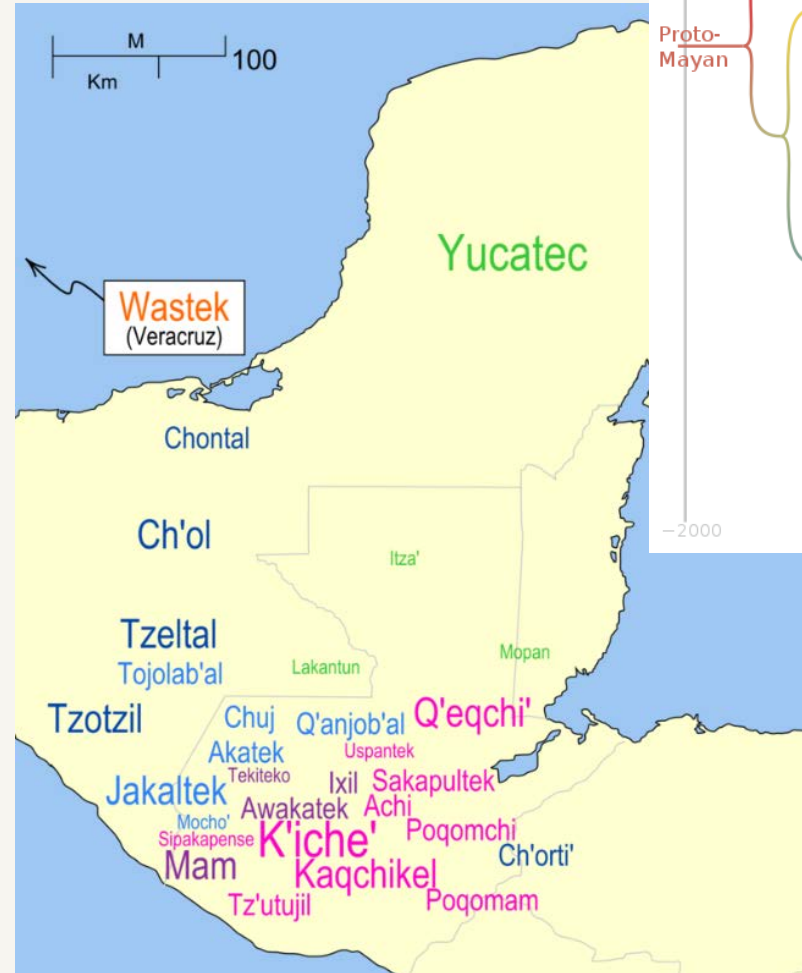 M
100
Km
Proto-
Mayan
Yucatec
Wastek
(Veracruz)
Chontal
−2000
Ch'ol
Itza'
Tzeltal
Mopan
Tojolab'al
Lakantun
Tzotzil
Chuj
Q'anjob'al
Q'eqchi'
Akatek
Uspantek
Tekiteko
Jakaltek
Ixil
Sakapultek
Awakatek
Achi
Mocho'
Sipakapense
K'iche'
Poqomchi
Mam
Ch'orti'
Kaqchikel
Tz'utujil
Poqomam